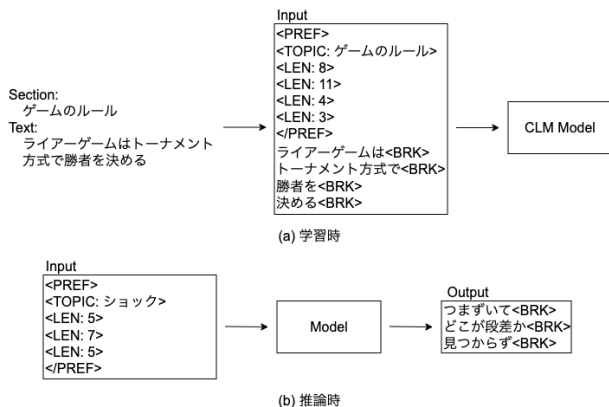 Input
<PREF>
<TOPIC: ゲームのルール>
<LEN: 8>
<LEN: 11>
<LEN: 4>
<LEN: 3>
</PREF>
ライアーゲームは<BRK>
トーナメント方式で<BRK>
勝者を<BRK>
決める<BRK>
Section:
ゲームのルール
Text:
ライアーゲームはトーナメント
方式で勝者を決める
CLM Model
(a) 学習時
Input
<PREF>
<TOPIC: ショック>
<LEN: 5>
<LEN: 7>
<LEN: 5>
</PREF>
Model
Output
つまずいて<BRK>
どこが段差か<BRK>
見つからず<BRK>
(b) 推論時